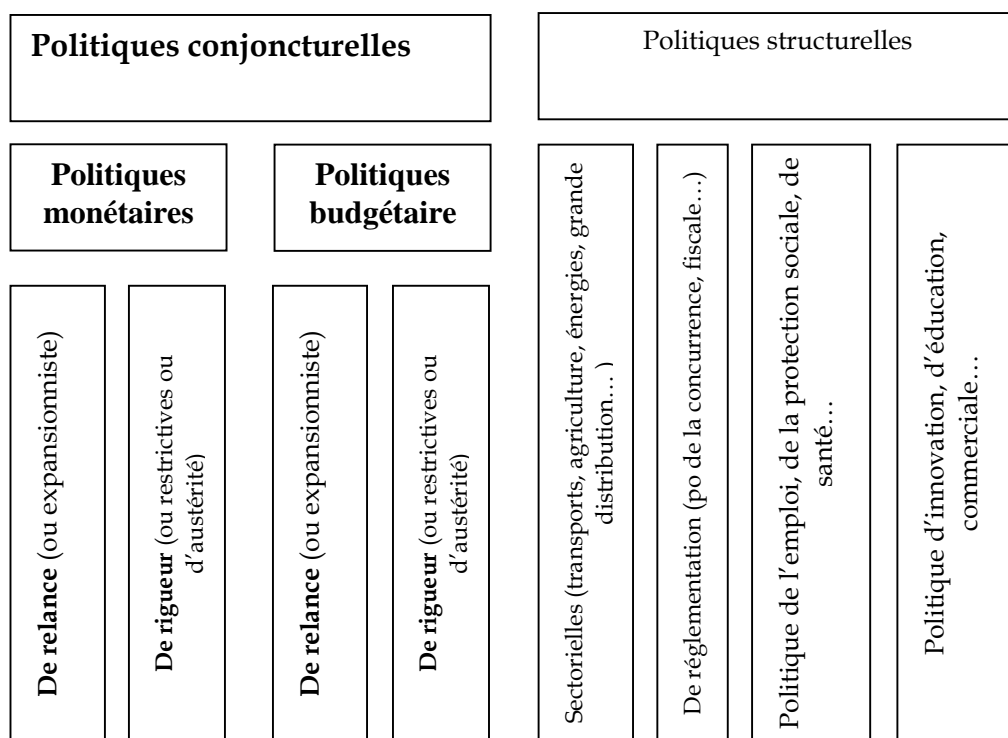 Politiques conjoncturelles
Politiques structurelles
Politiques
monétaires
Politiques
budgétaire
De relance (ou expansionniste)
De rigueur (ou restrictives ou
d'austérité)
De relance (ou expansionniste)
De rigueur (ou restrictives ou
d'austérité)
Sectorielles (transports, agriculture, énergies, grande
distribution… )
De réglementation (po de la concurrence, fiscale…)
Politique de l'emploi, de la protection sociale, de
santé…
Politique d'innovation, d'éducation,
commerciale…